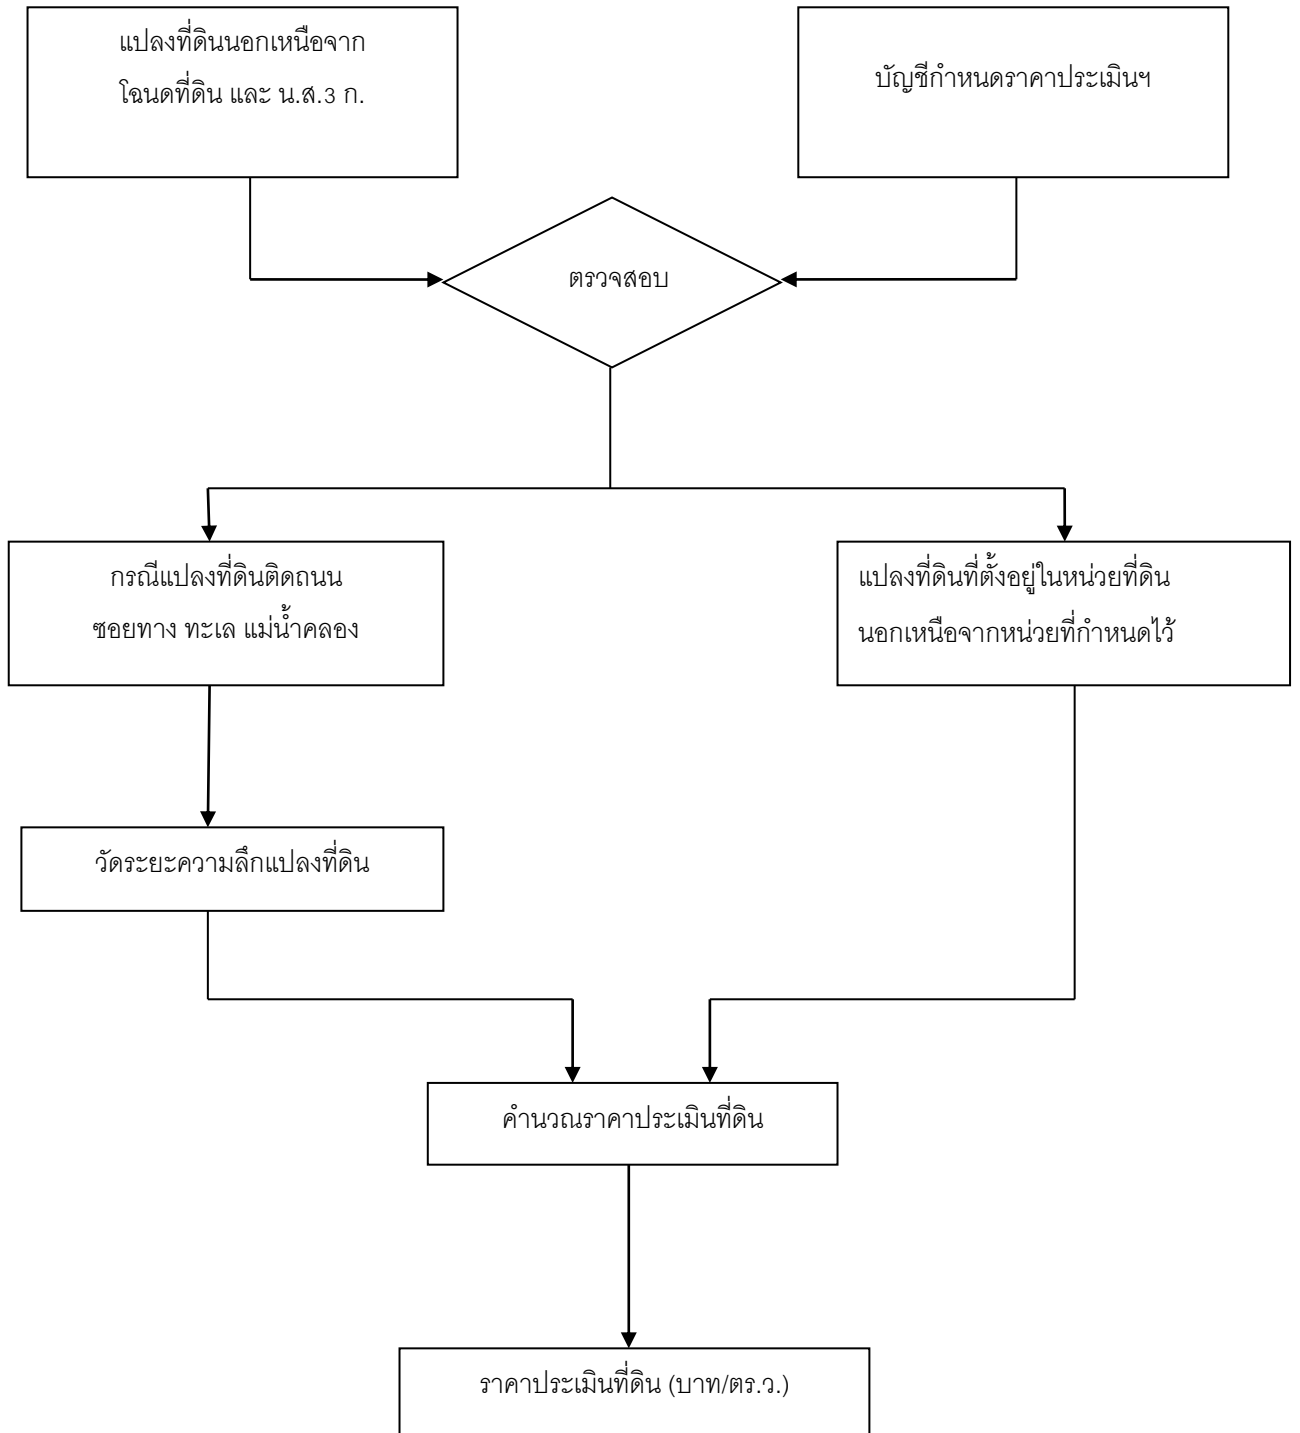 แปลงที่ดินนอกเหนือจาก
โฉนดที่ดิน และ น.ส.3 ก.
บัญชีกำหนดราคาประเมินฯ
ตรวจสอบ
กรณีแปลงที่ดินติดถนน
ซอยทาง ทะเล แม่น้ำคลอง
แปลงที่ดินที่ตั้งอยู่ในหน่วยที่ดิน
นอกเหนือจากหน่วยที่กำหนดไว้
วัดระยะความลึกแปลงที่ดิน
คำนวณราคาประเมินที่ดิน
ราคาประเมินที่ดิน (บาท/ตร.ว.)